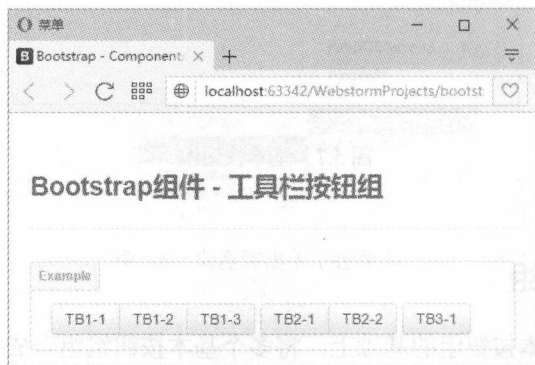 菜单
Bootstrap - Component
localhost:63342/WebstormProjects/bootst
Bootstrap组件 - 工具栏按钮组
Example
TB1-1 TB1-2 TB1-3 TB2-1 TB2-2 TB3-1